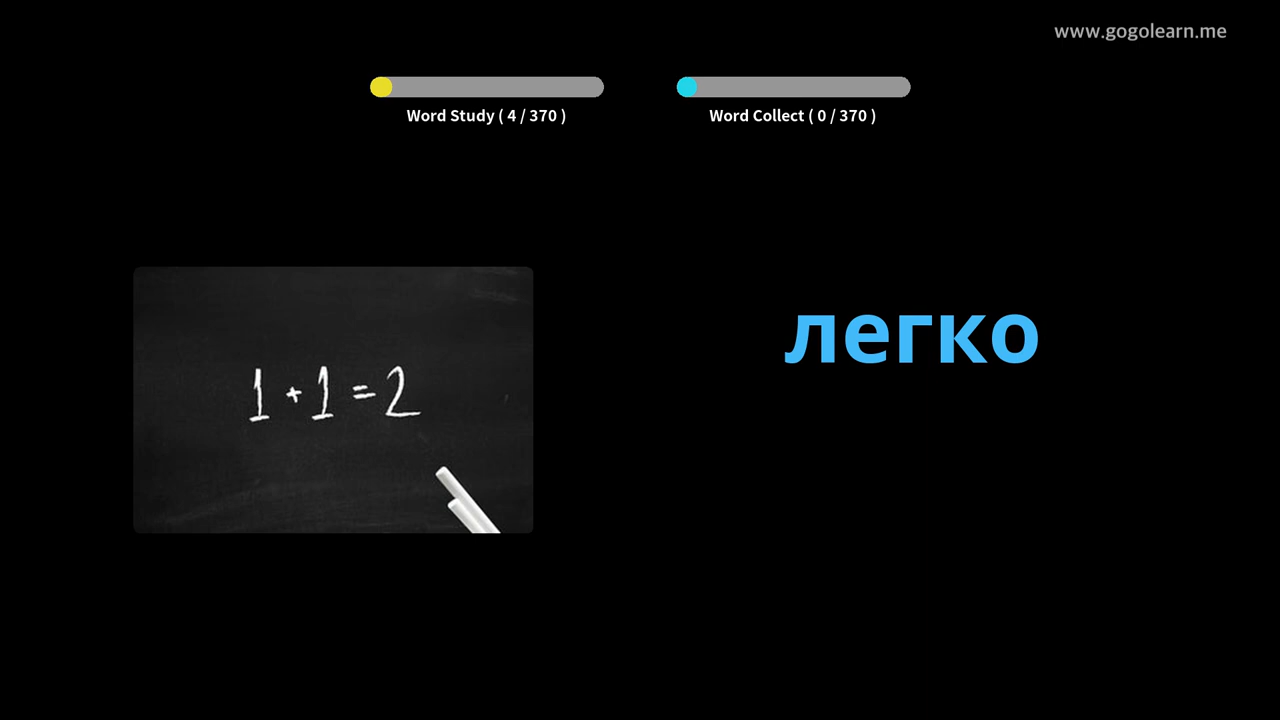 www.gogolearn.me
Word Study ( 4 / 370 )
Word Collect ( 0 / 370 )
легко
1 + 1 = 2